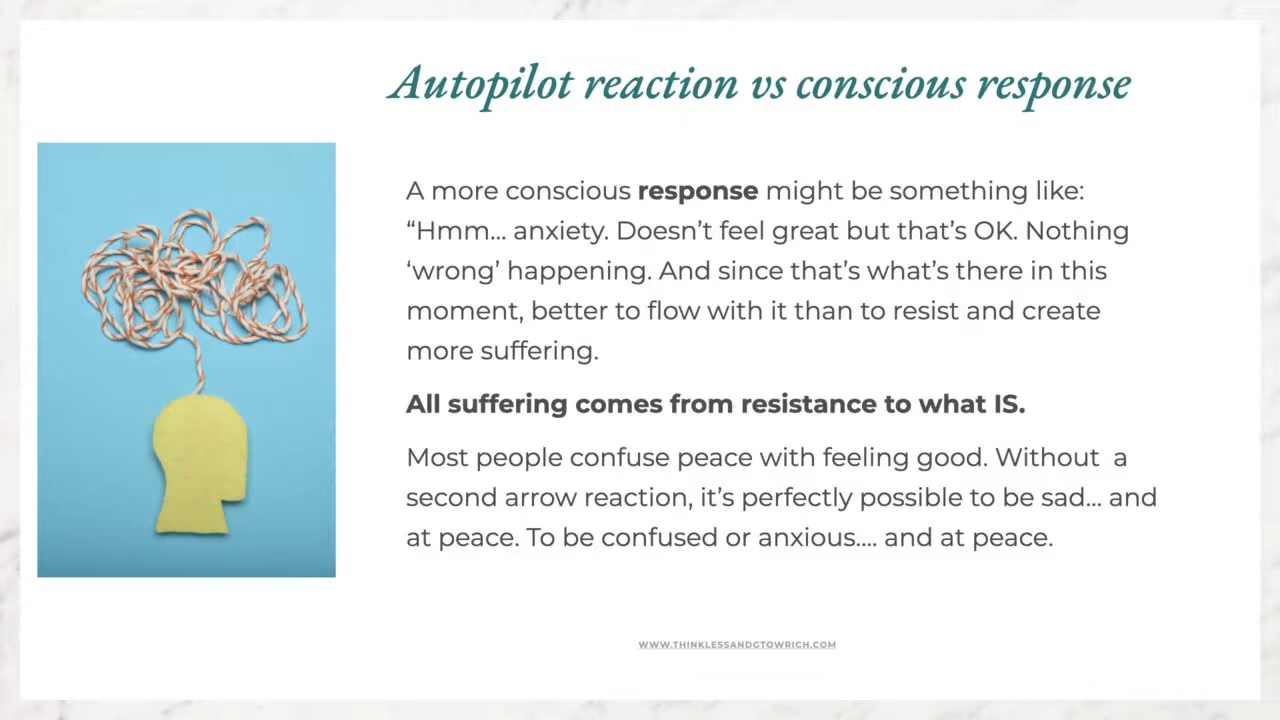 Autopilot reaction vs conscious response
A more conscious response might be something like:
“Hmm... anxiety. Doesn’t feel great but that’s OK. Nothing
‘wrong’ happening. And since that’s what’s there in this
moment, better to flow with it than to resist and create
more suffering.
All suffering comes from resistance to what IS.
Most people confuse peace with feeling good. Without  a
second arrow reaction, it’s perfectly possible to be sad... and
at peace. To be confused or anxious.... and at peace.
WWW.THINKLESSANDGTOWRICH.COM